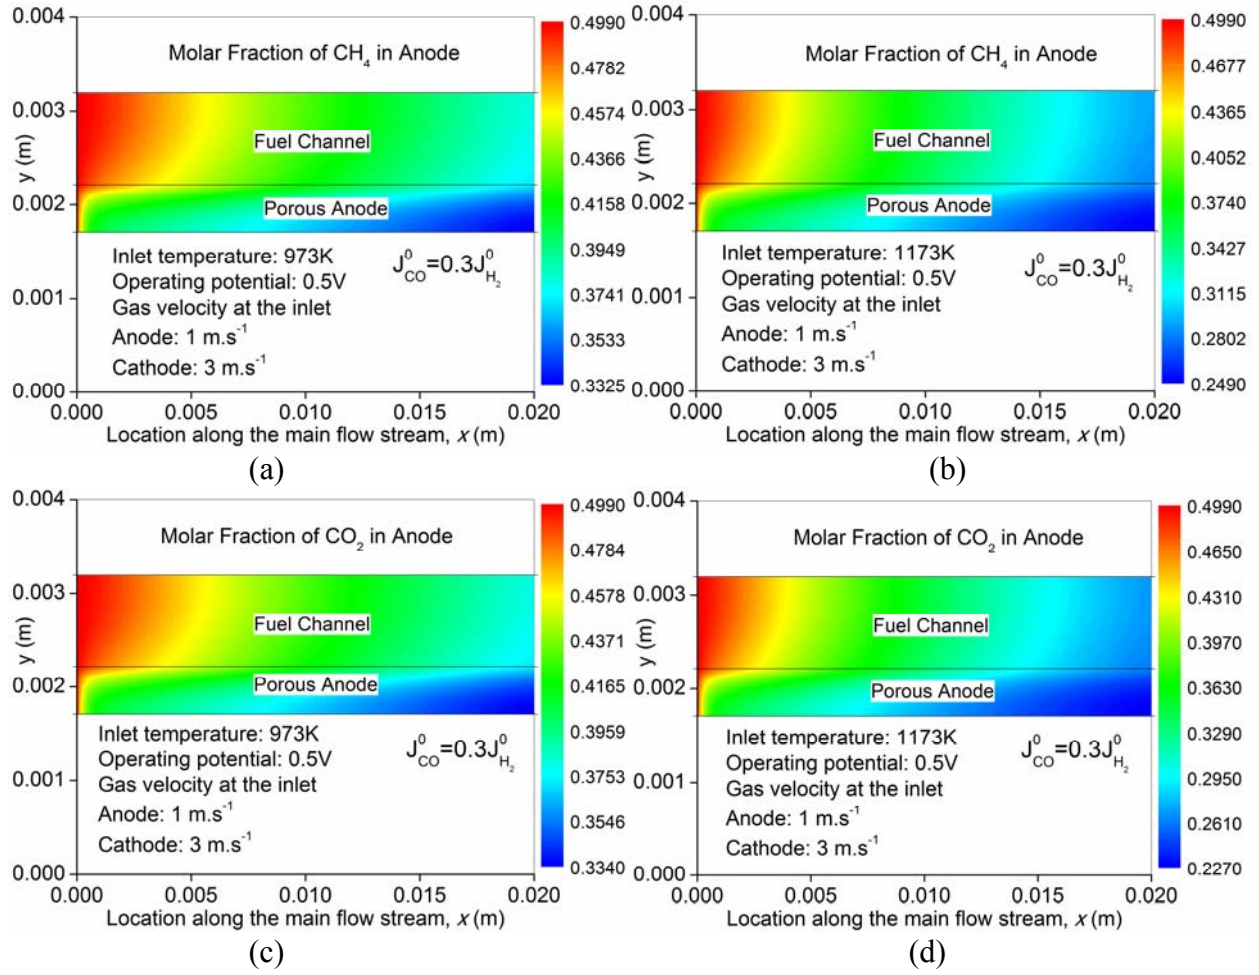 0.004
Molar Fraction of CH4 in Anode
0.003
Fuel Channel
y (m)
0.002
Porous Anode
Inlet temperature: 973K
J⁰CO=0.3J⁰H2
Operating potential: 0.5V
Gas velocity at the inlet
0.001
Anode: 1 m.s⁻¹
Cathode: 3 m.s⁻¹
0.000
0.000 0.005 0.010 0.015 0.020
Location along the main flow stream, x (m)
0.4990
0.4782
0.4574
0.4366
0.4158
0.3949
0.3741
0.3533
0.3325
(a)
0.004
Molar Fraction of CH4 in Anode
0.003
Fuel Channel
y (m)
0.002
Porous Anode
Inlet temperature: 1173K
J⁰CO=0.3J⁰H2
Operating potential: 0.5V
Gas velocity at the inlet
0.001
Anode: 1 m.s⁻¹
Cathode: 3 m.s⁻¹
0.000
0.000 0.005 0.010 0.015 0.020
Location along the main flow stream, x (m)
0.4990
0.4677
0.4365
0.4052
0.3740
0.3427
0.3115
0.2802
0.2490
(b)
0.004
Molar Fraction of CO2 in Anode
0.003
Fuel Channel
y (m)
0.002
Porous Anode
Inlet temperature: 973K
J⁰CO=0.3J⁰H2
Operating potential: 0.5V
Gas velocity at the inlet
0.001
Anode: 1 m.s⁻¹
Cathode: 3 m.s⁻¹
0.000
0.000 0.005 0.010 0.015 0.020
Location along the main flow stream, x (m)
0.4990
0.4784
0.4578
0.4371
0.4165
0.3959
0.3753
0.3546
0.3340
(c)
0.004
Molar Fraction of CO2 in Anode
0.003
Fuel Channel
y (m)
0.002
Porous Anode
Inlet temperature: 1173K
J⁰CO=0.3J⁰H2
Operating potential: 0.5V
Gas velocity at the inlet
0.001
Anode: 1 m.s⁻¹
Cathode: 3 m.s⁻¹
0.000
0.000 0.005 0.010 0.015 0.020
Location along the main flow stream, x (m)
0.4990
0.4650
0.4310
0.3970
0.3630
0.3290
0.2950
0.2610
0.2270
(d)